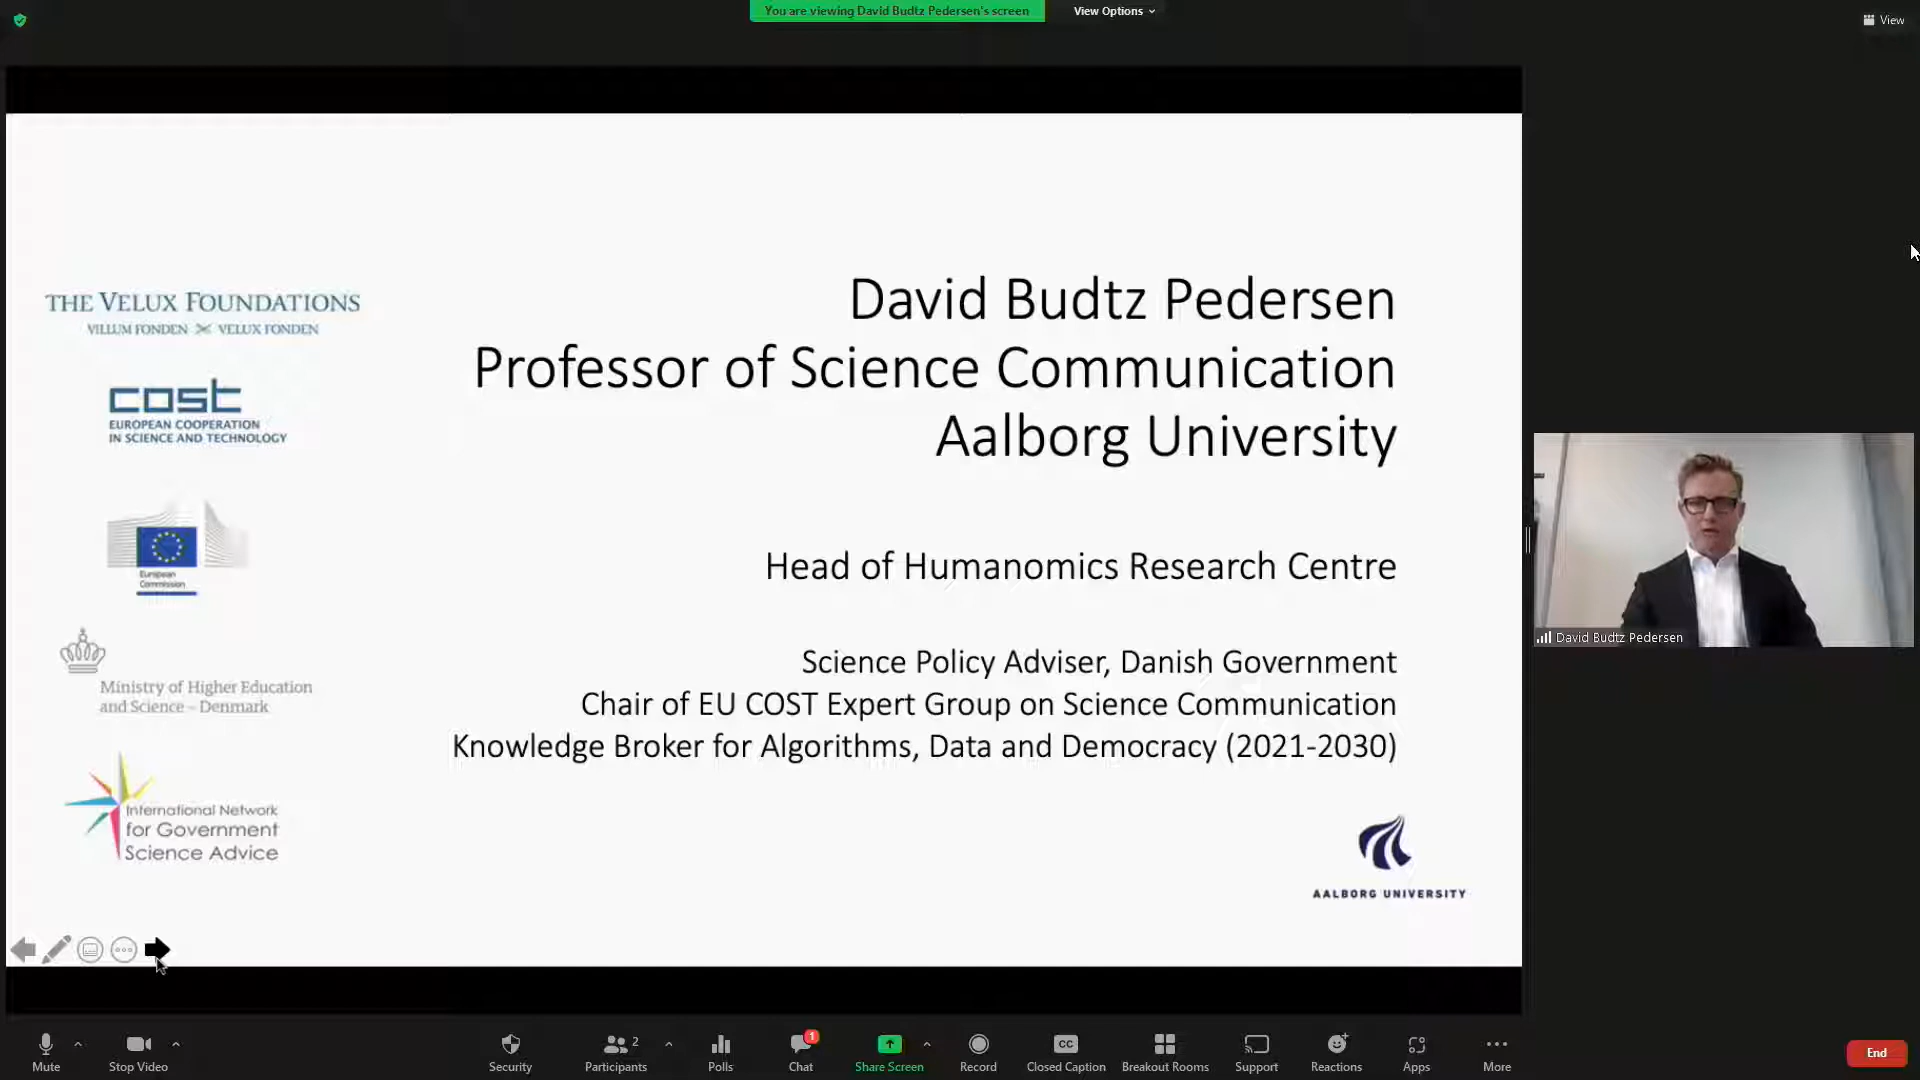 You are viewing David Budtz Pedersen's screen
View Options
View
THE VELUX FOUNDATIONS
VILLUM FONDEN VELUX FONDEN
cost
EUROPEAN COOPERATION
IN SCIENCE AND TECHNOLOGY
European
Commission
Ministry of Higher Education
and Science - Denmark
International Network
for Government
Science Advice
David Budtz Pedersen
Professor of Science Communication
Aalborg University
Head of Humanomics Research Centre
Science Policy Adviser, Danish Government
Chair of EU COST Expert Group on Science Communication
Knowledge Broker for Algorithms, Data and Democracy (2021-2030)
AALBORG UNIVERSITY
David Budtz Pedersen
Mute
Stop Video
Security
2
Participants
Polls
1
Chat
Share Screen
Record
CC
Closed Caption
Breakout Rooms
Support
Reactions
Apps
More
End